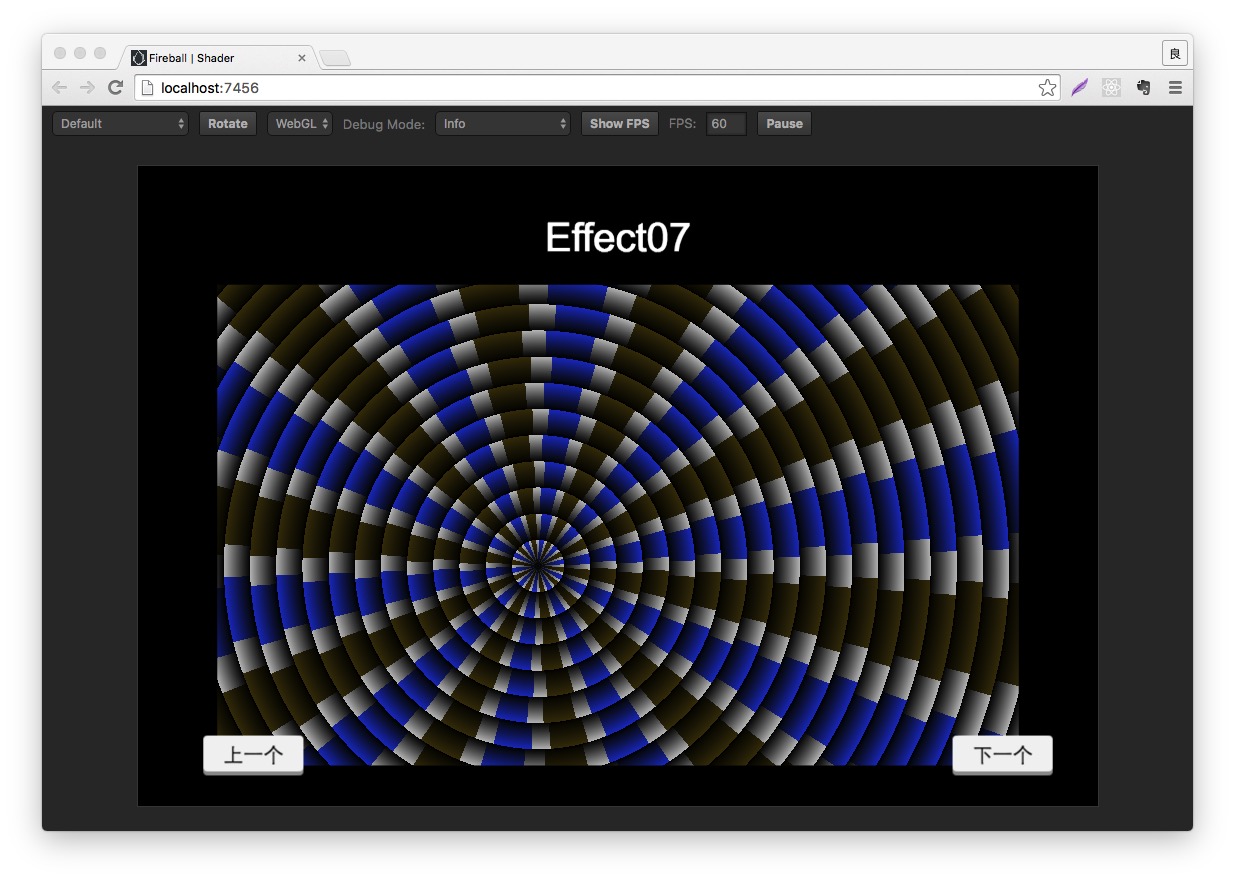 Fireball | Shader
良
localhost:7456
Default Rotate WebGL Debug Mode: Info Show FPS FPS: 60 Pause
Effect07
上一个 下一个